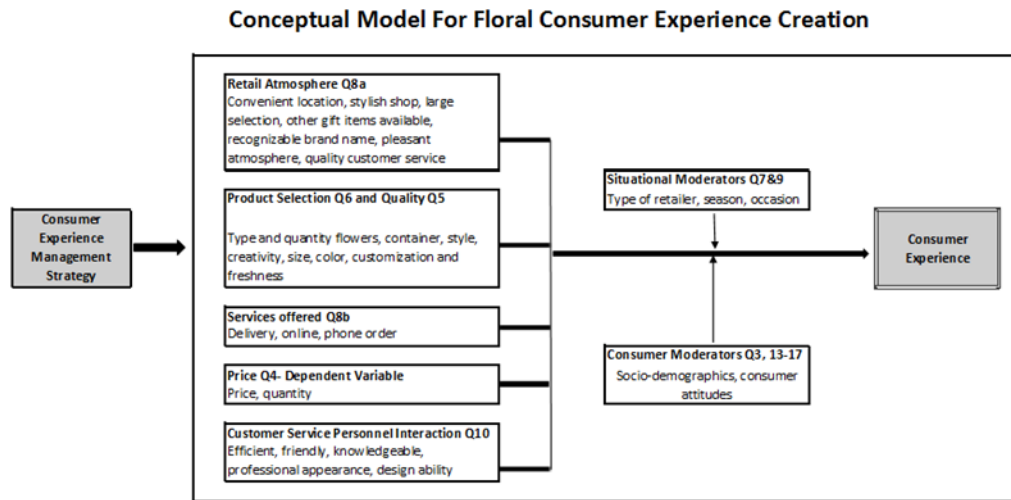 Conceptual Model For Floral Consumer Experience Creation
Consumer
Experience
Management
Strategy
Retail Atmosphere Q8a
Convenient location, stylish shop, large
selection, other gift items available,
recognizable brand name, pleasant
atmosphere, quality customer service
Product Selection Q6 and Quality Q5
Type and quantity flowers, container, style,
creativity, size, color, customization and
freshness
Services offered Q8b
Delivery, online, phone order
Price Q4- Dependent Variable
Price, quantity
Customer Service Personnel Interaction Q10
Efficient, friendly, knowledgeable,
professional appearance, design ability
Situational Moderators Q7&9
Type of retailer, season, occasion
Consumer Moderators Q3, 13-17
Socio-demographics, consumer
attitudes
Consumer
Experience